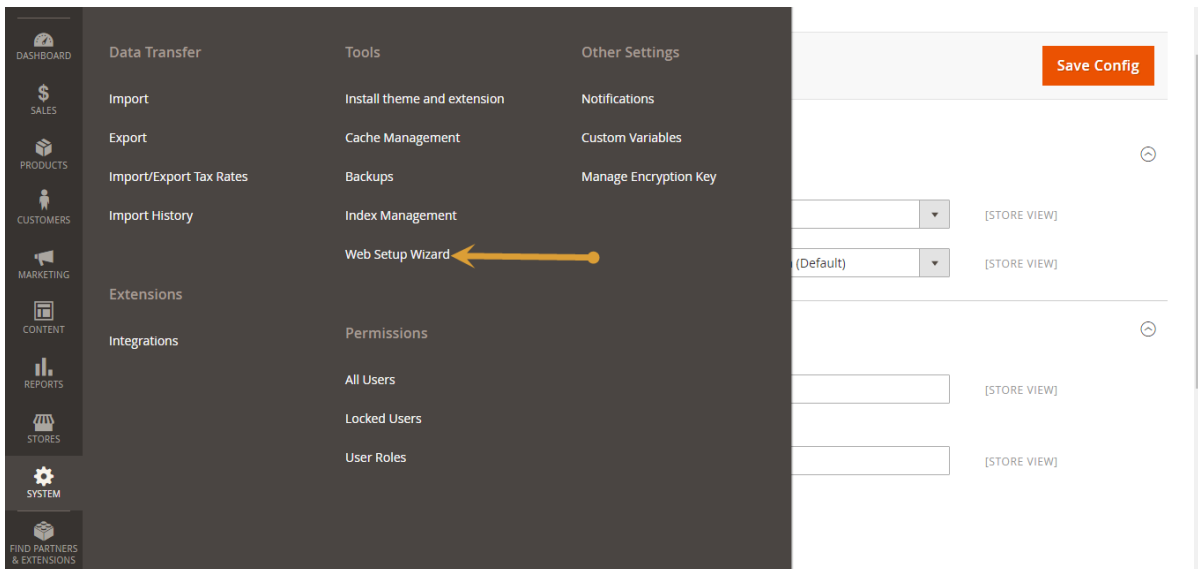 DASHBOARD
SALES
PRODUCTS
CUSTOMERS
MARKETING
CONTENT
REPORTS
STORES
SYSTEM
FIND PARTNERS
& EXTENSIONS
Data Transfer
Import
Export
Import/Export Tax Rates
Import History
Extensions
Integrations
Tools
Install theme and extension
Cache Management
Backups
Index Management
Web Setup Wizard
Permissions
All Users
Locked Users
User Roles
Other Settings
Notifications
Custom Variables
Manage Encryption Key
Save Config
[STORE VIEW]
(Default)
[STORE VIEW]
[STORE VIEW]
[STORE VIEW]